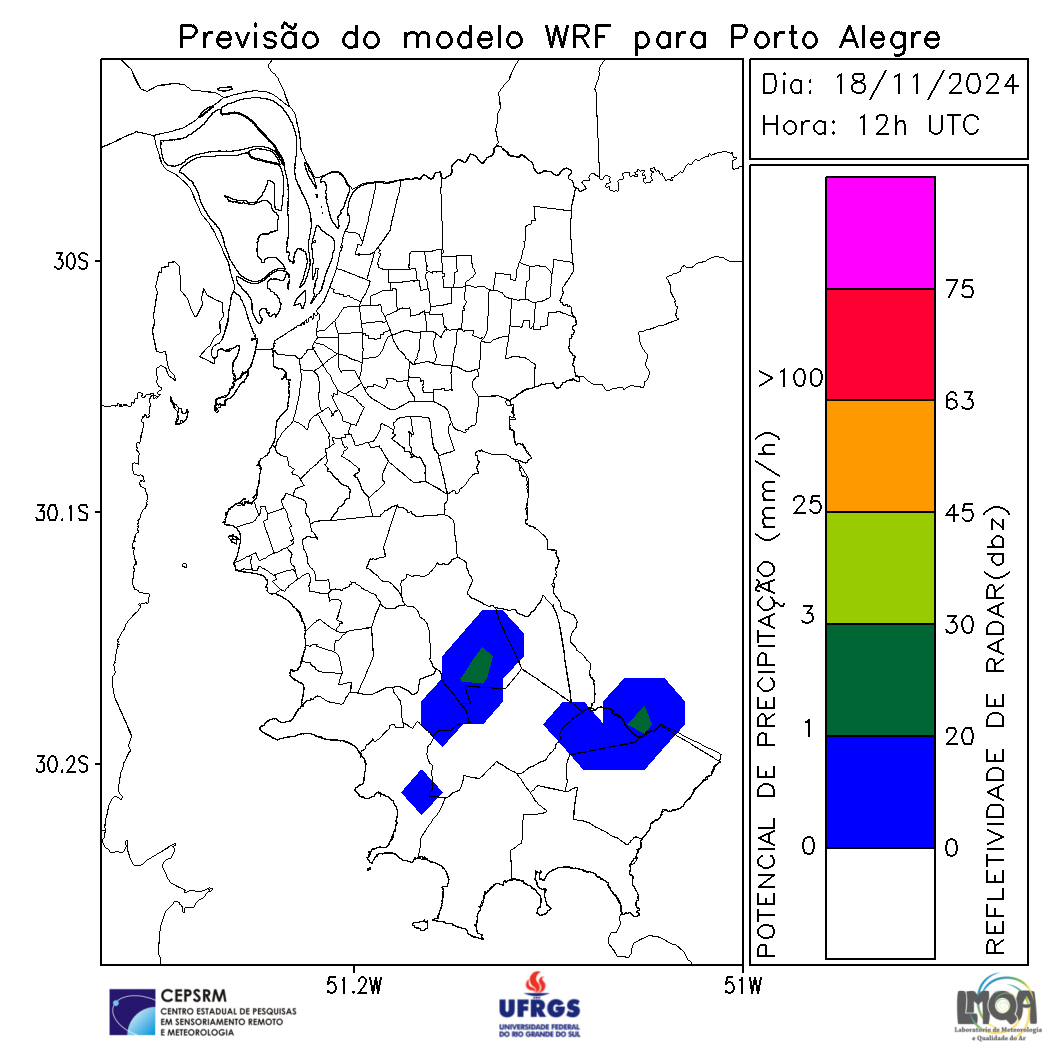 Previsão do modelo WRF para Porto Alegre
Dia: 18/11/2024
Hora: 12h UTC
30S
30.1S
30.2S
51.2W
51W
POTENCIAL DE PRECIPITAÇÃO (mm/h)
>100
25
3
1
0
75
63
45
30
20
0
REFLETIVIDADE DE RADAR(dbz)
CEPSRM
CENTRO ESTADUAL DE PESQUISAS
EM SENSORIAMENTO REMOTO
E METEOROLOGIA
UFRGS
UNIVERSIDADE FEDERAL
DO RIO GRANDE DO SUL
LMQA
Laboratório de Meteorologia
e Qualidade do Ar